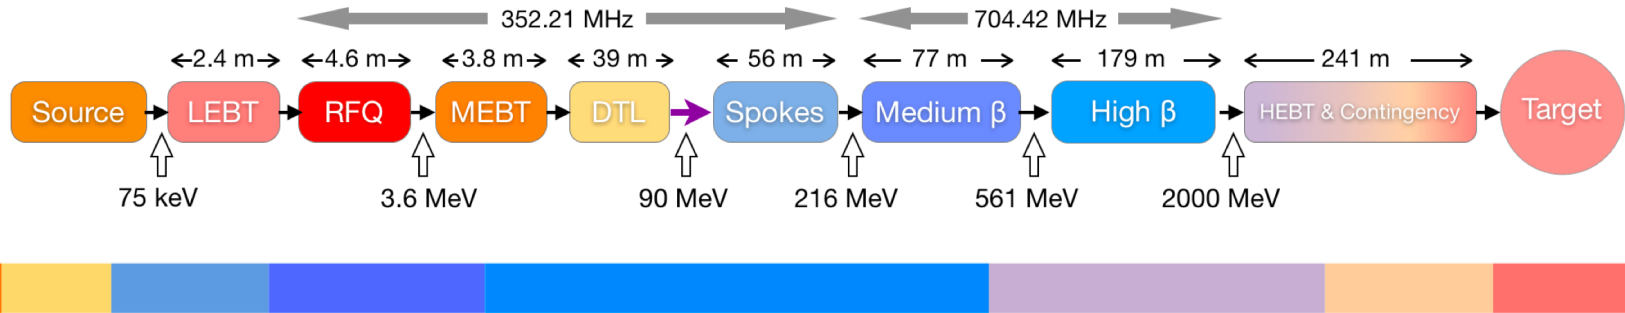 352.21 MHz 704.42 MHz
2.4 m 4.6 m 3.8 m 39 m 56 m 77 m 179 m 241 m
Source LEBT RFQ MEBT DTL Spokes Medium β High β HEBT & Contingency Target
75 keV 3.6 MeV 90 MeV 216 MeV 561 MeV 2000 MeV